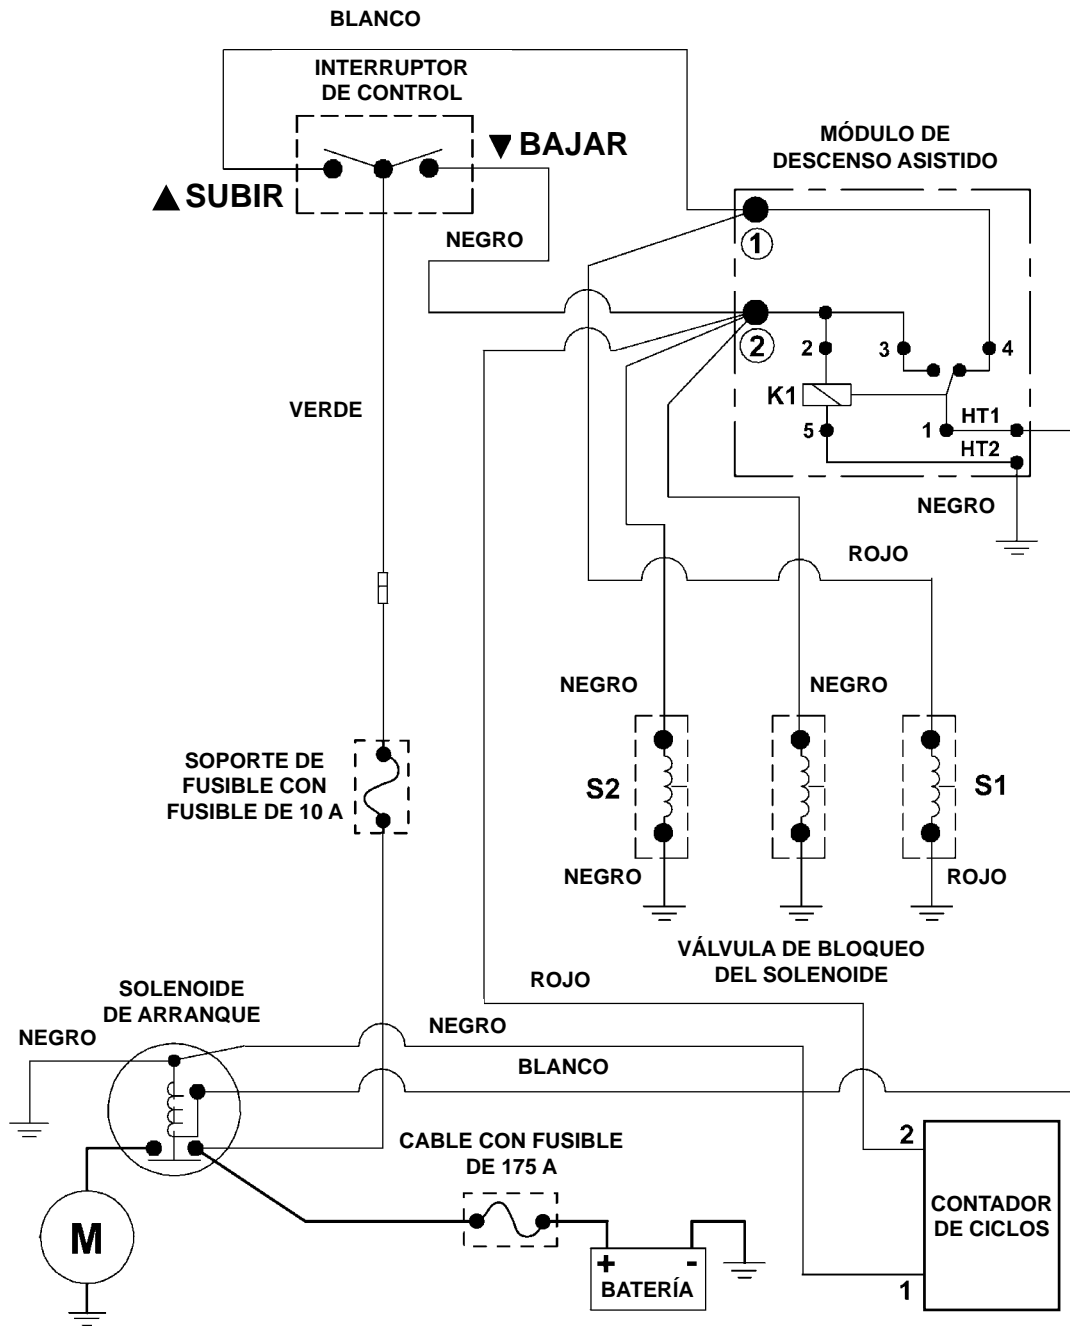 BLANCO
INTERRUPTOR
DE CONTROL
▼ BAJAR
▲ SUBIR
MÓDULO DE
DESCENSO ASISTIDO
NEGRO
1
2
2
3
4
K1
5
1
HT1
HT2
NEGRO
VERDE
ROJO
NEGRO
NEGRO
SOPORTE DE
FUSIBLE CON
FUSIBLE DE 10 A
S2
S1
NEGRO
ROJO
VÁLVULA DE BLOQUEO
DEL SOLENOIDE
ROJO
SOLENOIDE
DE ARRANQUE
NEGRO
NEGRO
BLANCO
CABLE CON FUSIBLE
DE 175 A
2
CONTADOR
DE CICLOS
1
M
+ -
BATERÍA